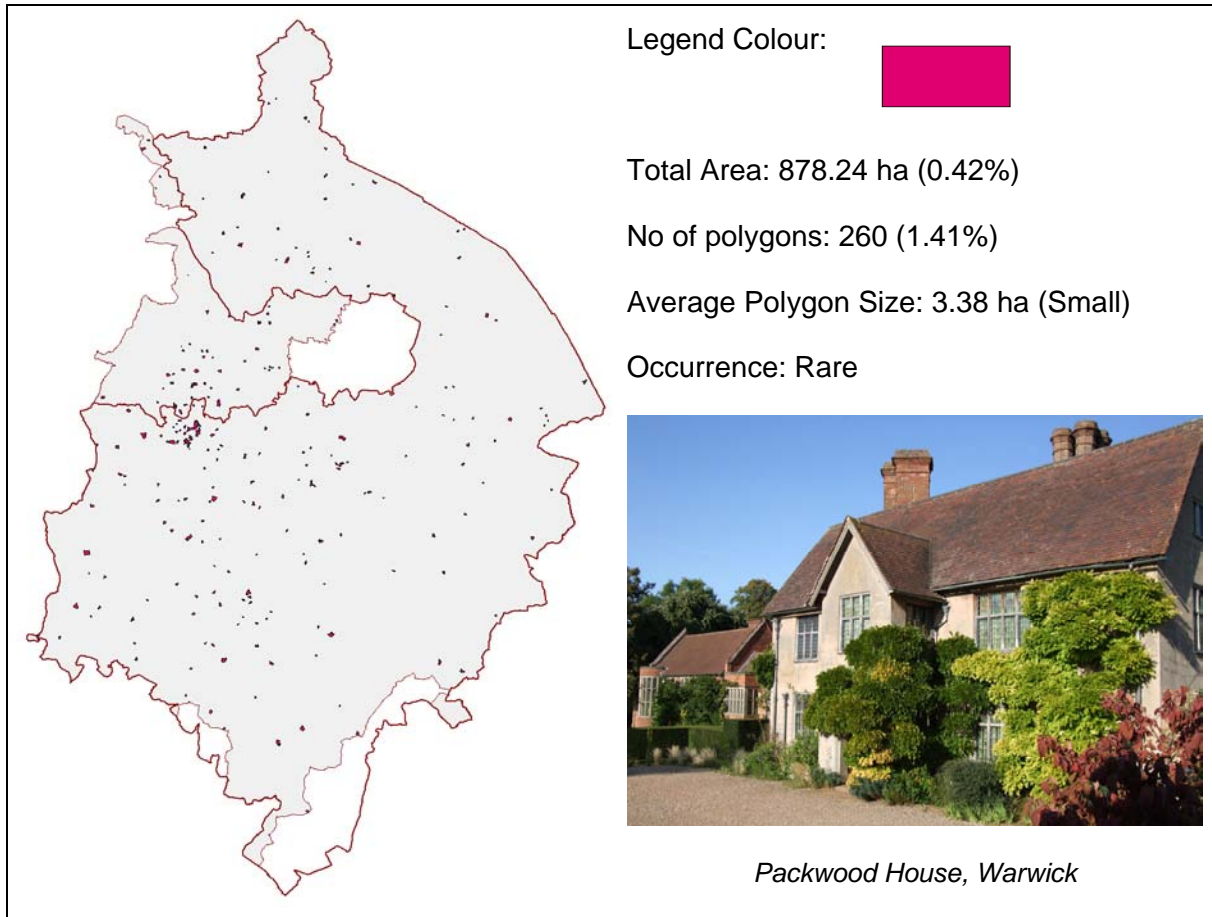 Legend Colour:
Total Area: 878.24 ha (0.42%)
No of polygons: 260 (1.41%)
Average Polygon Size: 3.38 ha (Small)
Occurrence: Rare
Packwood House, Warwick